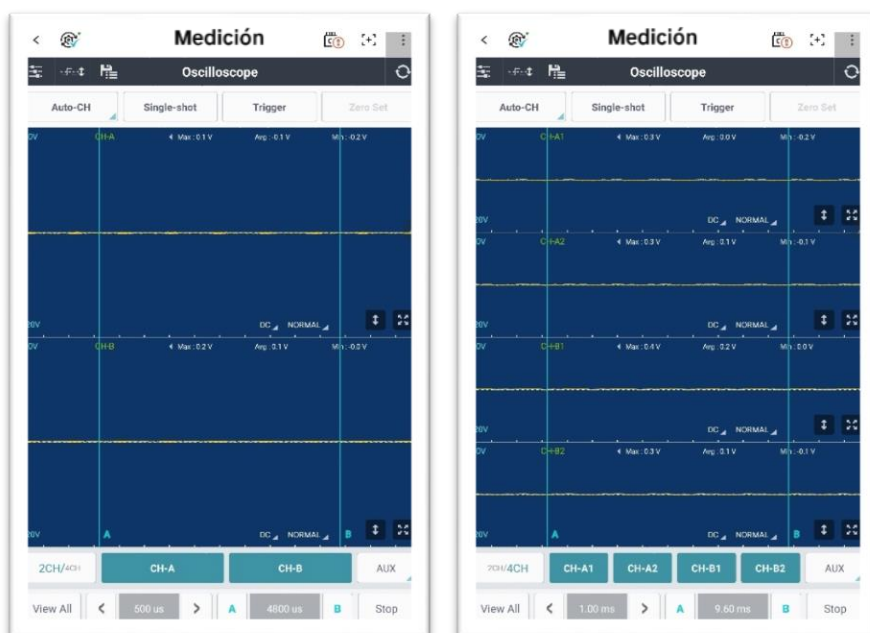 Medición
Oscilloscope
Auto-CH Single-shot Trigger Zero Set
CH-A Max : 0.1 V Avg : -0.1 V Min : -0.2 V
20V DC NORMAL
CH-B Max : 0.2 V Avg : 0.1 V Min : -0.0 V
20V A DC NORMAL B
2CH/4CH CH-A CH-B AUX
View All < 500 us > A 4800 us B Stop
Medición
Oscilloscope
Auto-CH Single-shot Trigger Zero Set
CH-A1 Max : 0.3 V Avg : 0.0 V Min : -0.2 V
20V DC NORMAL
CH-A2 Max : 0.3 V Avg : 0.1 V Min : -0.1 V
20V DC NORMAL
CH-B1 Max : 0.4 V Avg : 0.2 V Min : 0.0 V
20V DC NORMAL
CH-B2 Max : 0.3 V Avg : 0.1 V Min : -0.1 V
20V A DC NORMAL B
2CH/4CH CH-A1 CH-A2 CH-B1 CH-B2 AUX
View All < 1.00 ms > A 9.60 ms B Stop